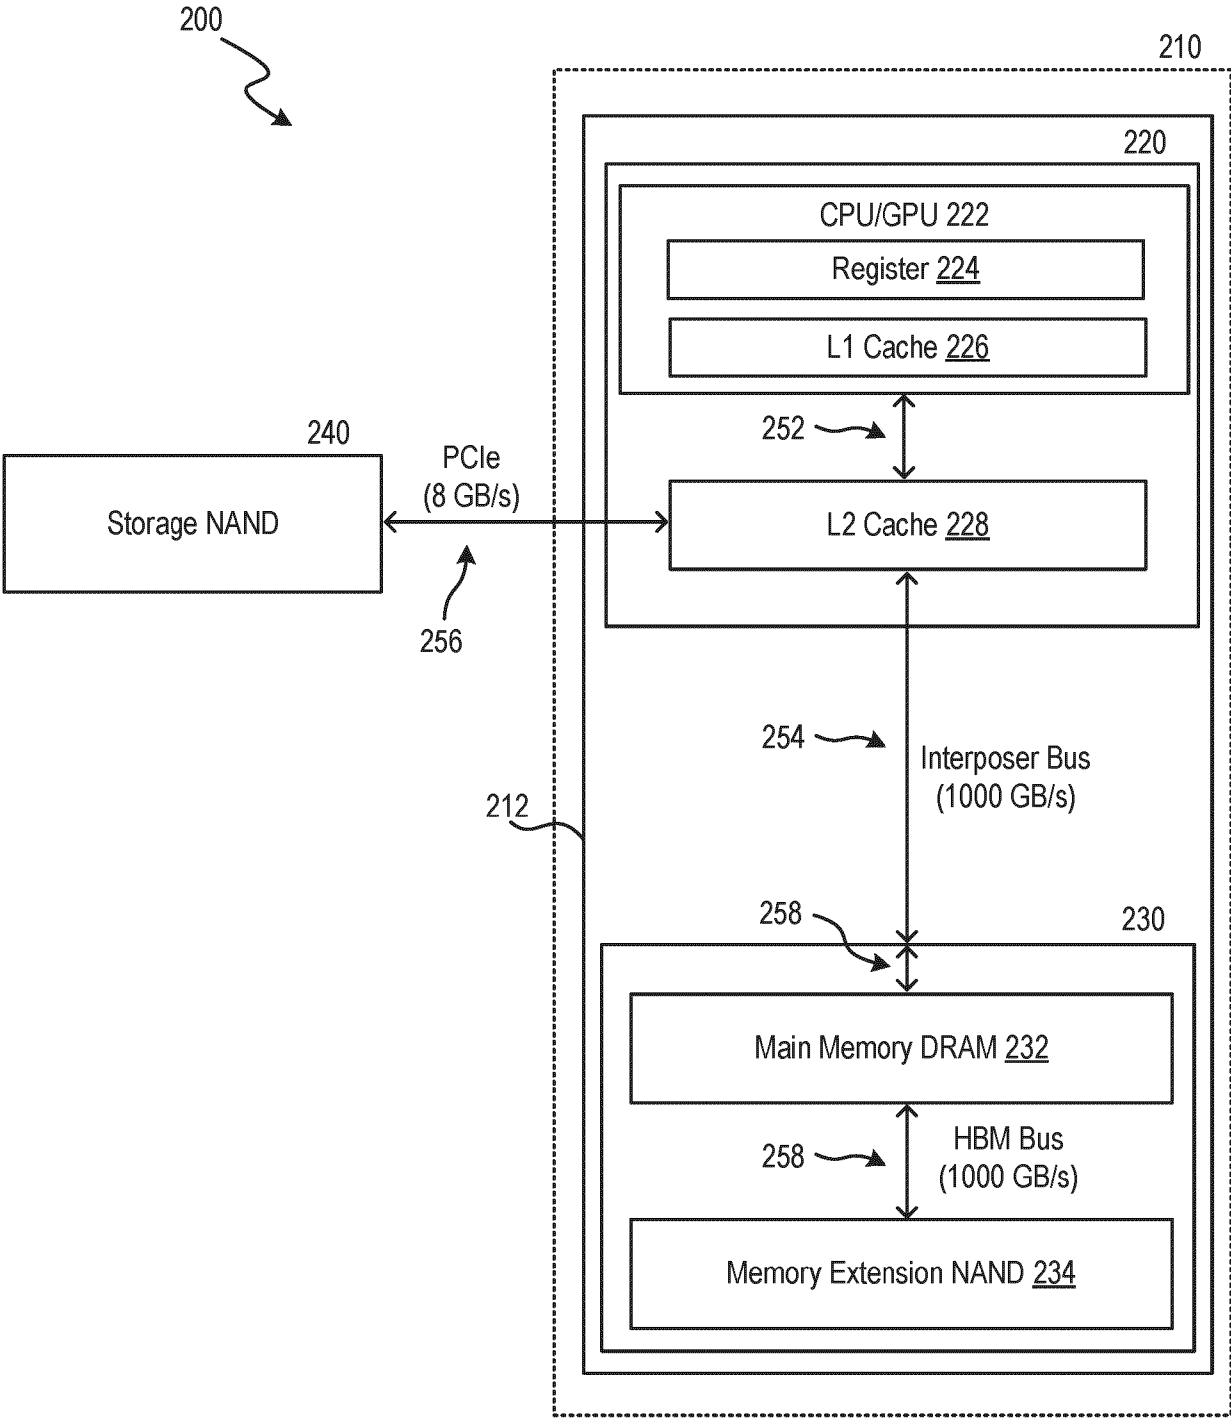 200
210
220
CPU/GPU 222
Register 224
L1 Cache 226
252
240
PCIe
(8 GB/s)
Storage NAND
L2 Cache 228
256
254
Interposer Bus
(1000 GB/s)
212
258
230
Main Memory DRAM 232
HBM Bus
258
(1000 GB/s)
Memory Extension NAND 234